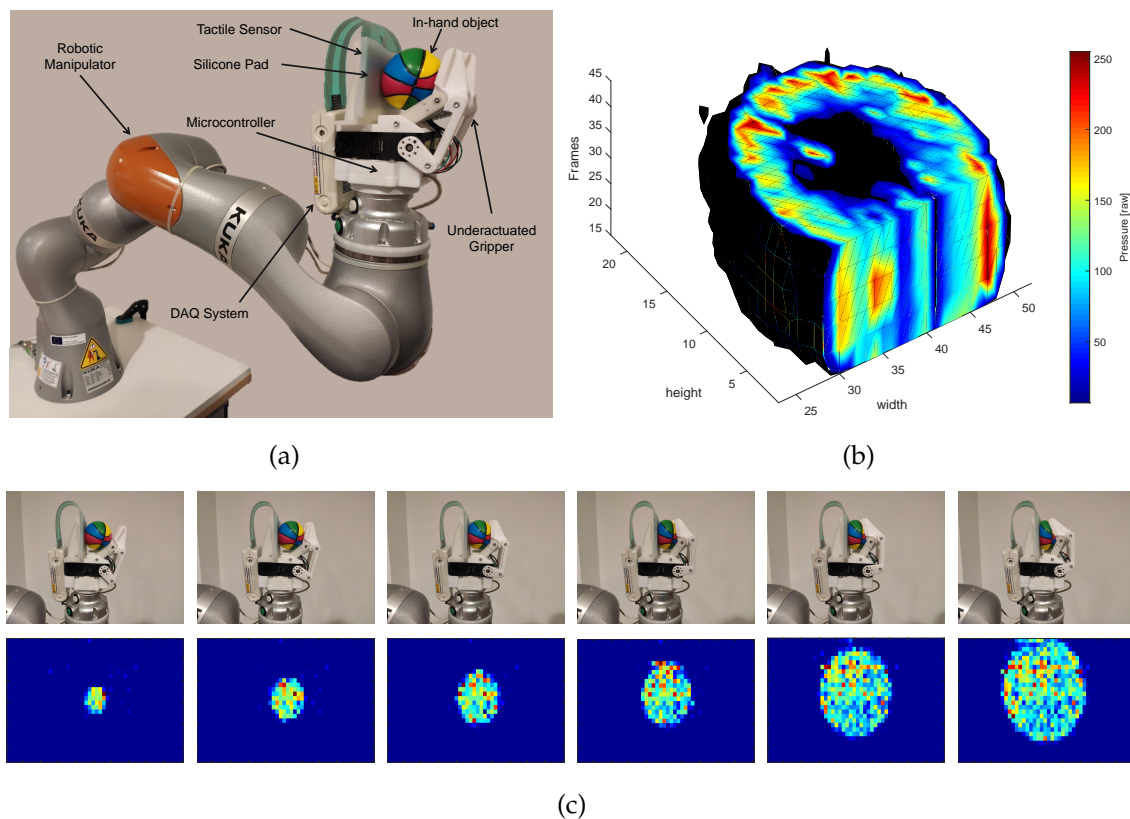 Tactile Sensor
In-hand object
Robotic
Manipulator
Silicone Pad
Microcontroller
Underactuated
Gripper
DAQ System
KUKA
KUKA
(a)
Frames
45
40
35
30
25
20
15
20
15
10
5
height
25
30
35
40
45
50
width
250
200
150
100
50
Pressure [raw]
(b)
(c)